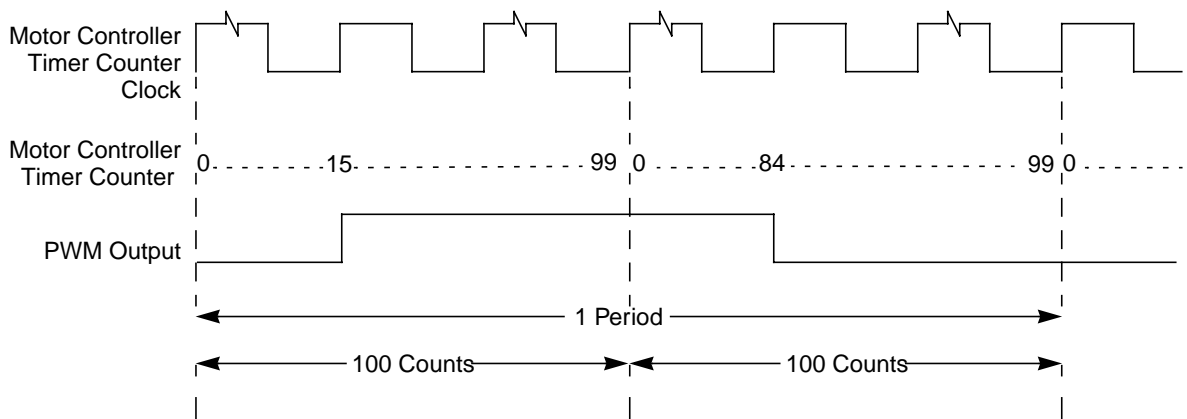 Motor Controller
Timer Counter
Clock
Motor Controller
Timer Counter
0 15 99 0 84 99 0
PWM Output
1 Period
100 Counts 100 Counts